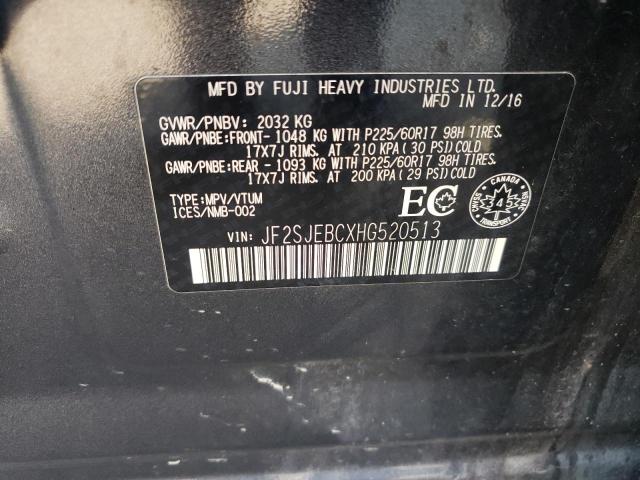 MFD BY FUJI HEAVY INDUSTRIES LTD.
MFD IN 12/16
GVWR/PNBV: 2032 KG
GAWR/PNBE:FRONT-1048 KG WITH P225/60R17 98H TIRES.
17X7J RIMS. AT 210 KPA (30 PSI)COLD
GAWR/PNBE:REAR -1093 KG WITH P225/60R17 98H TIRES.
17X7J RIMS. AT 200 KPA (29 PSI)COLD
TYPE:MPV/VTUM
ICES/NMB-002
EC
CANADA
345
TRANSPORT
VIN: JF2SJEBCXHG520513